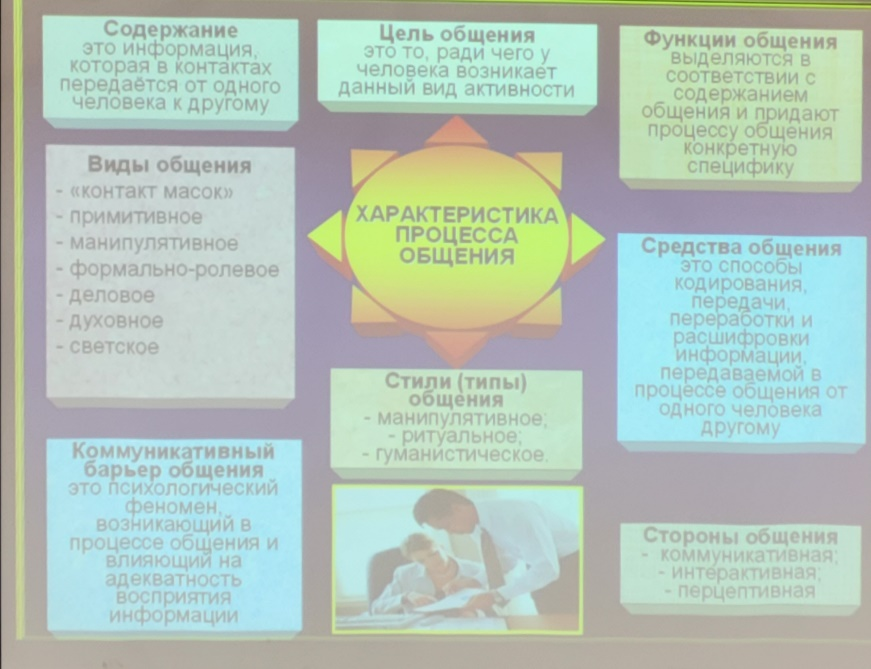 Содержание
это информация,
которая в контактах
передаётся от одного
человека к другому
Цель общения
это то, ради чего у
человека возникает
данный вид активности
Функции общения
выделяются в
соответствии с
содержанием
общения и придают
процессу общения
конкретную
специфику
Виды общения
- «контакт масок»
- примитивное
- манипулятивное
- формально-ролевое
- деловое
- духовное
- светское
ХАРАКТЕРИСТИКА
ПРОЦЕССА
ОБЩЕНИЯ
Средства общения
это способы
кодирования,
передачи,
переработки и
расшифровки
информации,
передаваемой в
процессе общения от
одного человека
другому
Стили (типы)
общения
- манипулятивное;
- ритуальное;
- гуманистическое.
Коммуникативный
барьер общения
это психологический
феномен,
возникающий в
процессе общения и
влияющий на
адекватность
восприятия
информации
Стороны общения
- коммуникативная;
- интерактивная;
- перцептивная